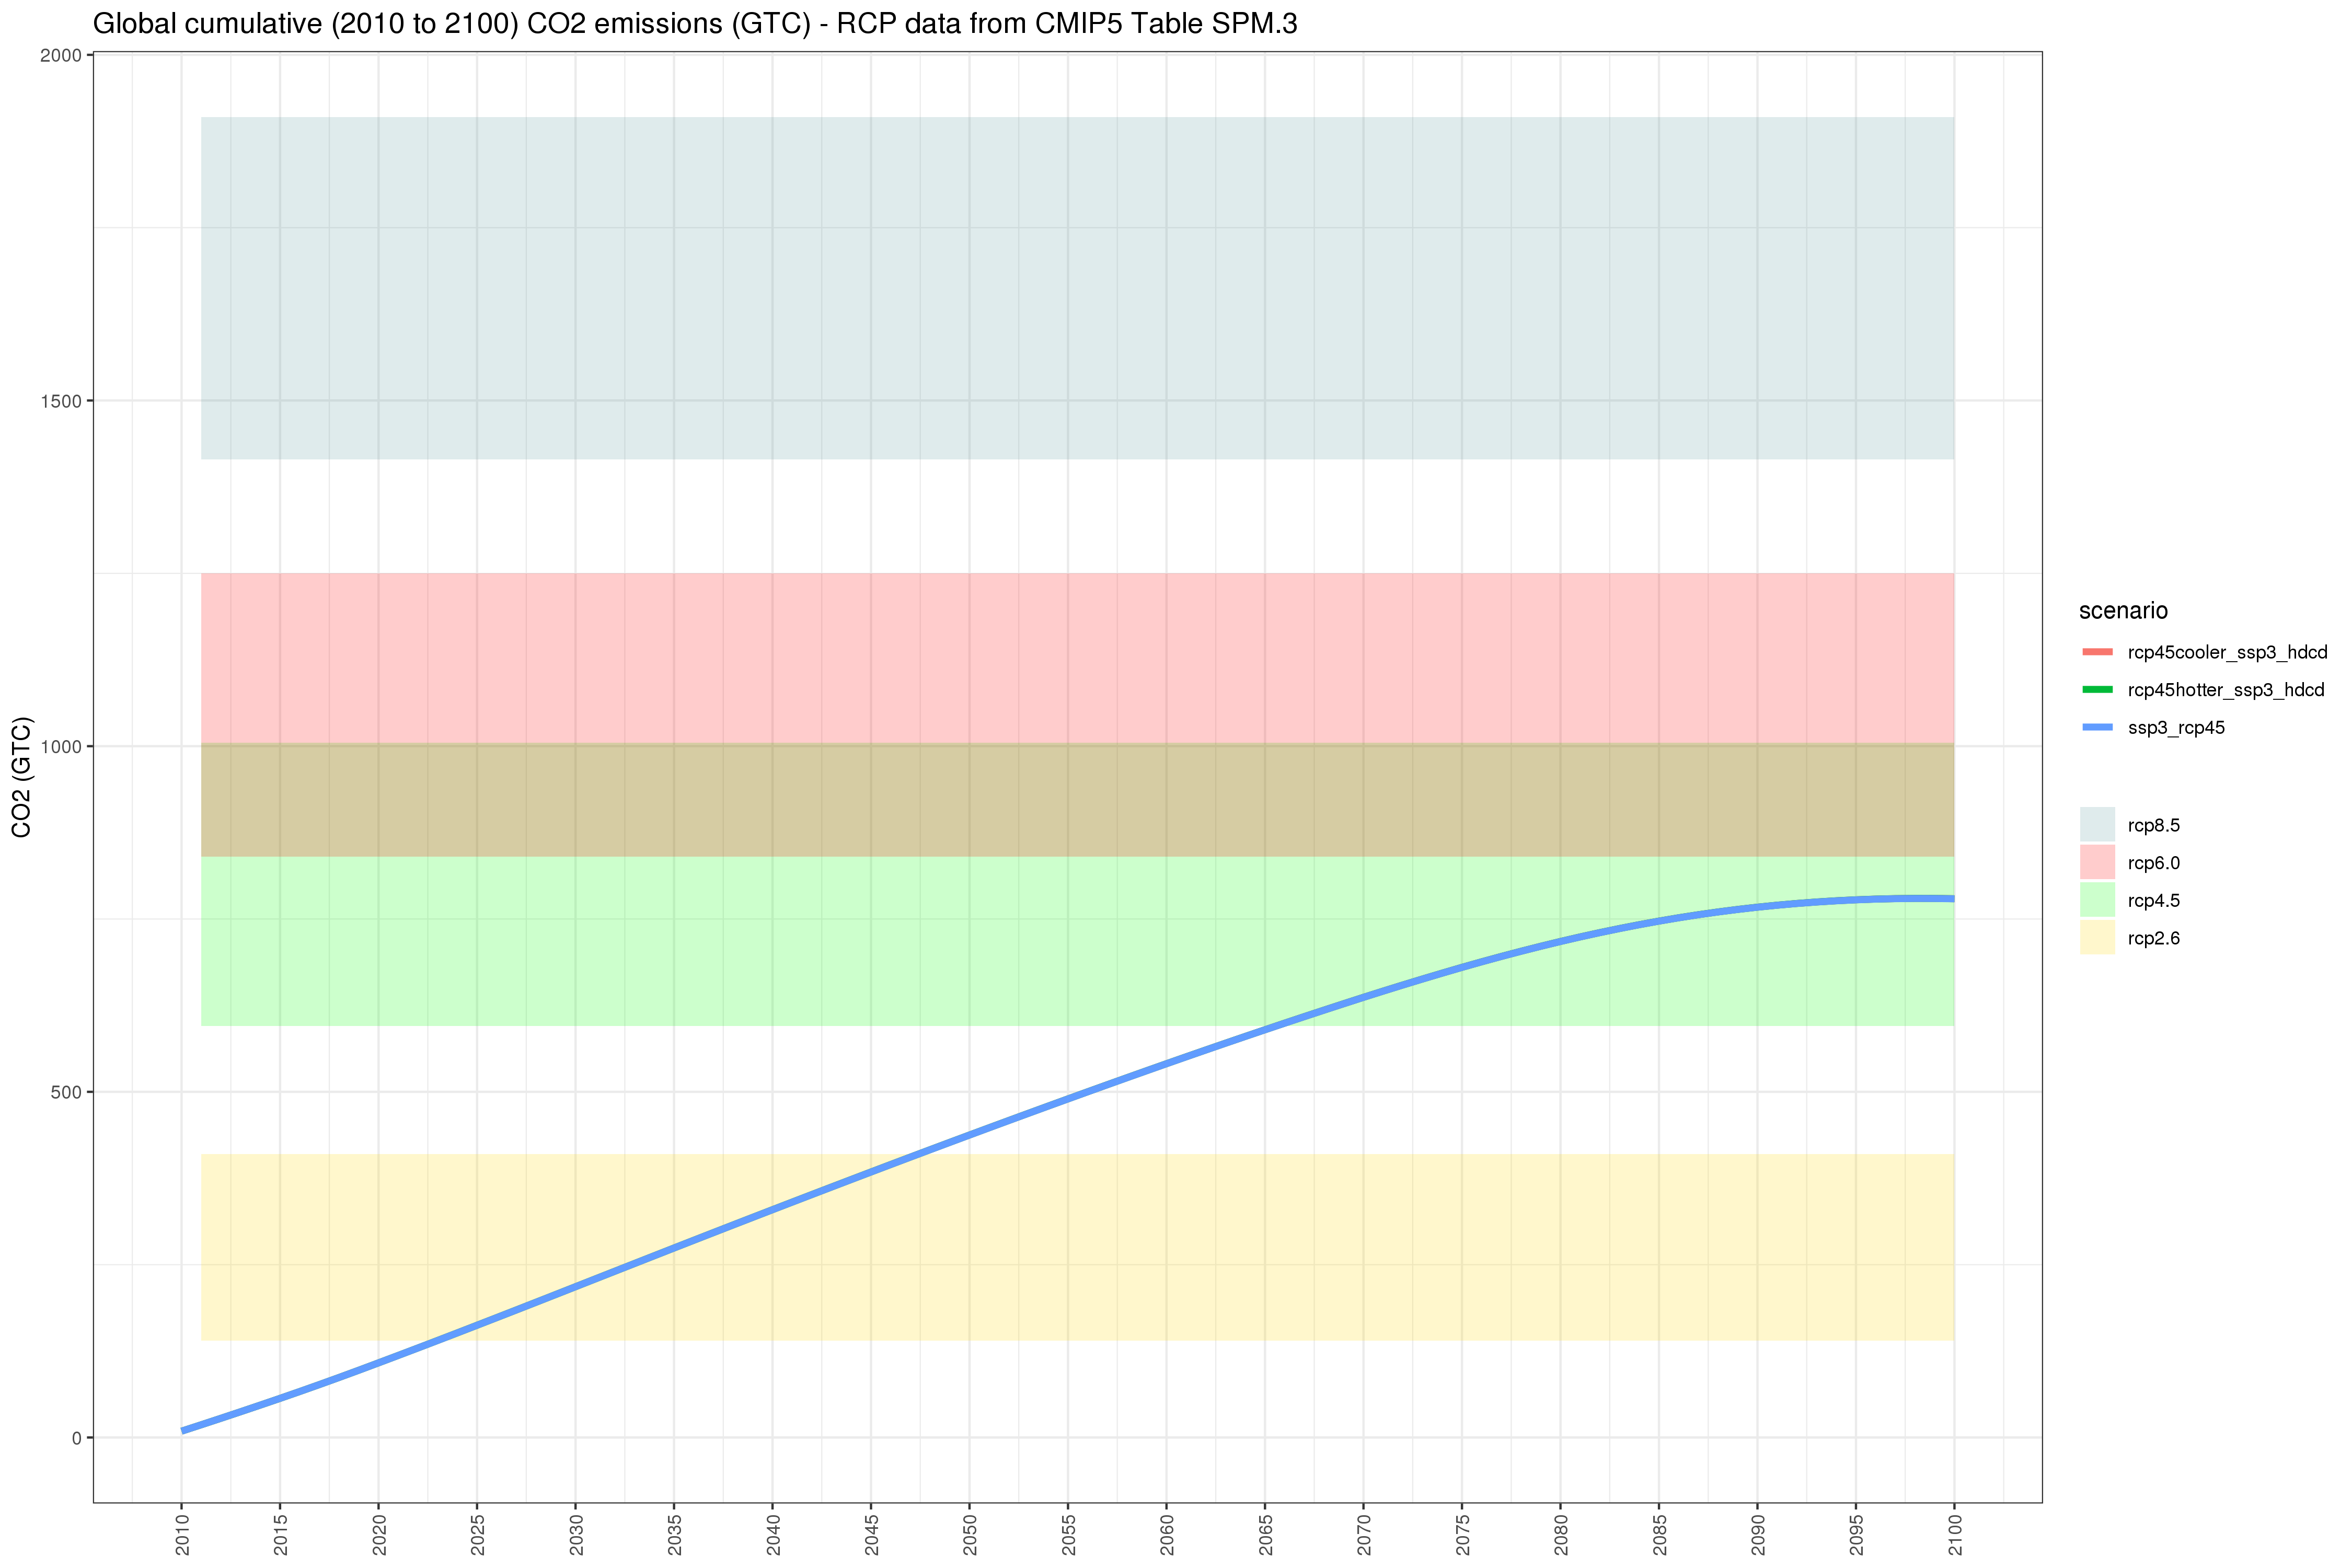 Global cumulative (2010 to 2100) CO2 emissions (GTC) - RCP data from CMIP5 Table SPM.3
CO2 (GTC)
2000
1500
1000
500
0
2010
2015
2020
2025
2030
2035
2040
2045
2050
2055
2060
2065
2070
2075
2080
2085
2090
2095
2100
scenario
rcp45cooler_ssp3_hdcd
rcp45hotter_ssp3_hdcd
ssp3_rcp45
rcp8.5
rcp6.0
rcp4.5
rcp2.6